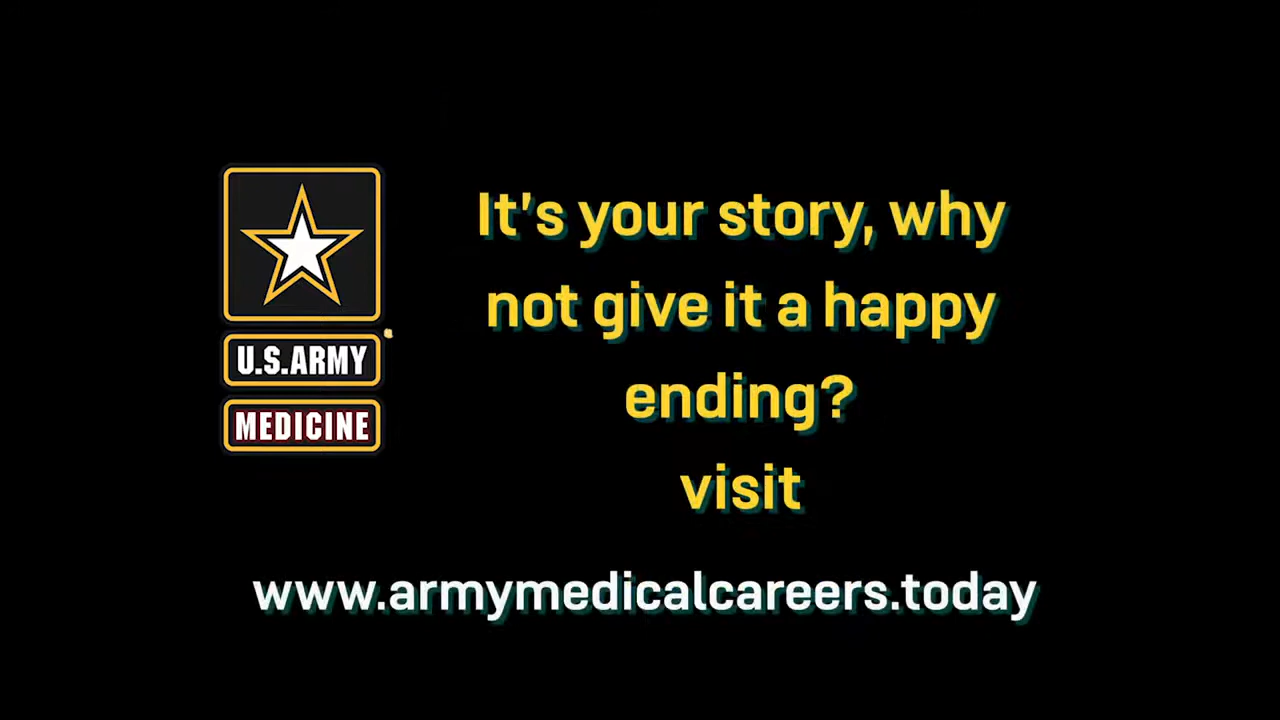 U.S.ARMY
MEDICINE
It's your story, why
not give it a happy
ending?
visit
www.armymedicalcareers.today